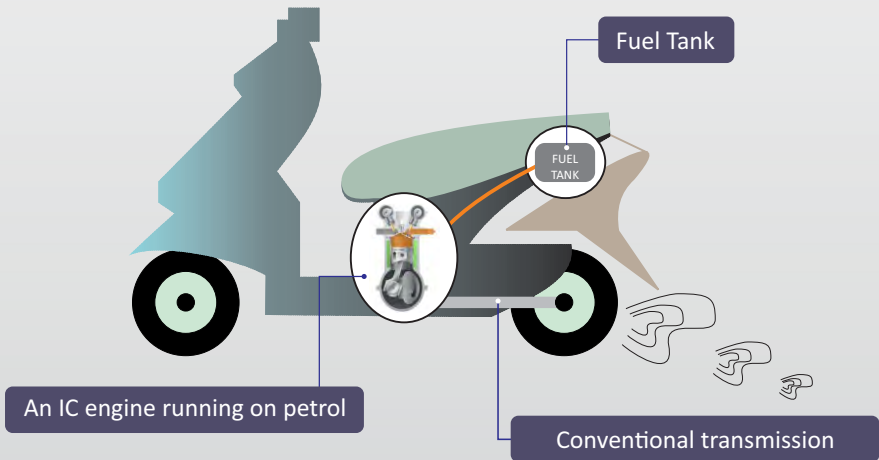 Fuel Tank
FUEL
TANK
An IC engine running on petrol
Conventional transmission